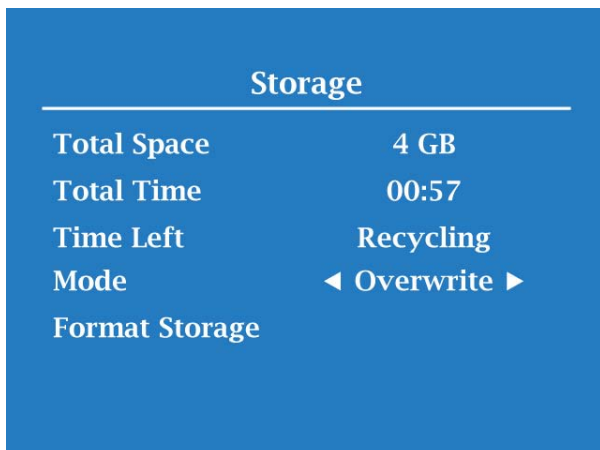 Storage
Total Space 4 GB
Total Time 00:57
Time Left Recycling
Mode ◀ Overwrite ▶
Format Storage